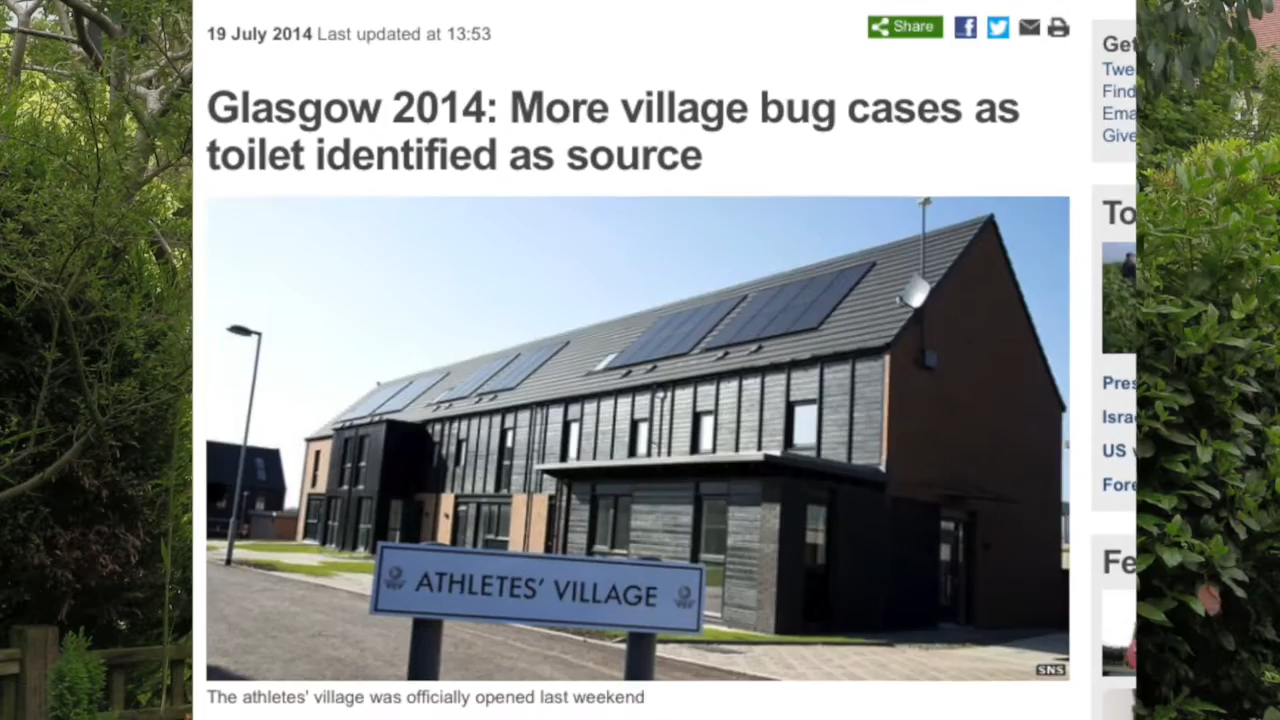 19 July 2014 Last updated at 13:53
Share
Glasgow 2014: More village bug cases as
toilet identified as source
ATHLETES' VILLAGE
SNS
The athletes' village was officially opened last weekend
US